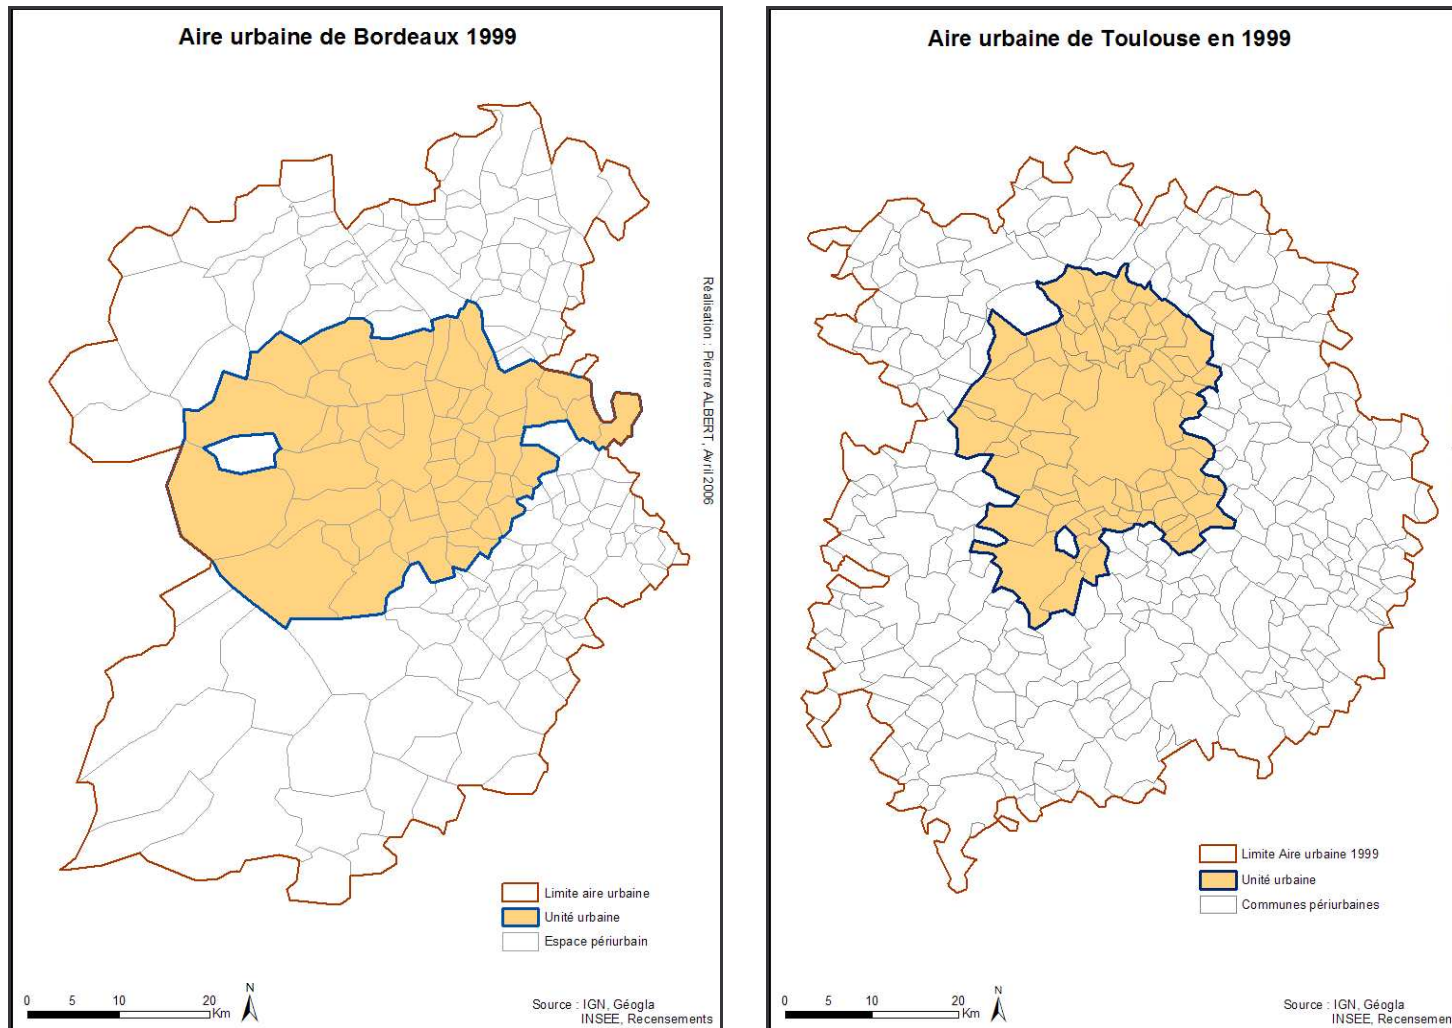 Aire urbaine de Bordeaux 1999
Réalisation : Pierrre ALBERT , Avril 2006
Limite aire urbaine
Unité urbaine
Espace périurbain
0 5 10 20
Km
N
Source : IGN, Géogla
INSEE, Recensements
Aire urbaine de Toulouse en 1999
Limite Aire urbaine 1999
Unité urbaine
Communes périurbaines
0 5 10 20
Km
N
Source : IGN, Géogla
INSEE, Recensemen